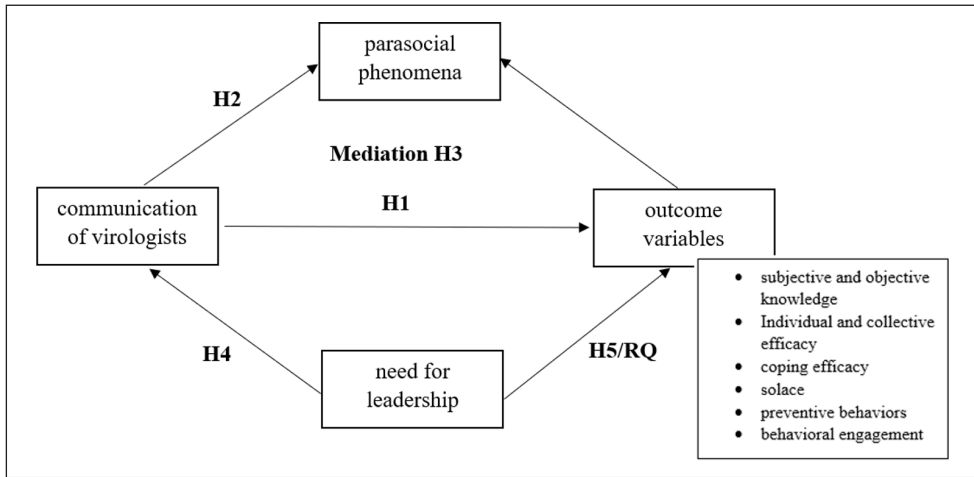 parasocial
phenomena
H2
Mediation H3
H1
communication
of virologists
outcome
variables
• subjective and objective
knowledge
• Individual and collective
efficacy
• coping efficacy
• solace
• preventive behaviors
• behavioral engagement
H4
H5/RQ
need for
leadership